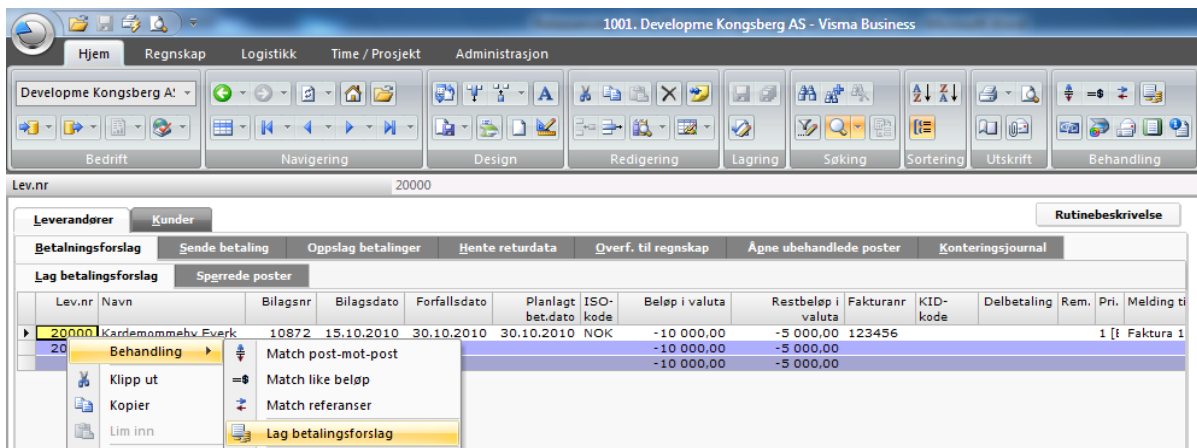 1001. Developme Kongsberg AS - Visma Business
Hjem Regnskap Logistikk Time / Prosjekt Administrasjon
Developme Kongsberg A:
Bedrift Navigering Design Redigering Lagring Søking Sortering Utskrift Behandling
Lev.nr 20000
Leverandører Kunder Rutinebeskrivelse
Betalningsforslag Sende betaling Oppslag betalinger Hente returdata Overf. til regnskap Åpne ubehandlede poster Konteringsjournal
Lag betalingsforslag Sperrede poster
Lev.nr Navn Bilagsnr Bilagsdato Forfallsdato Planlagt bet.dato ISO-kode Beløp i valuta Restbeløp i valuta Fakturanr KID-kode Delbetaling Rem. Pri. Melding ti
20000 Kardemommeby Everk 10872 15.10.2010 30.10.2010 30.10.2010 NOK -10 000,00 -5 000,00 123456 1 [E Faktura 1
20 -10 000,00 -5 000,00
-10 000,00 -5 000,00
Behandling Match post-mot-post
Klipp ut Match like beløp
Kopier Match referanser
Lim inn Lag betalingsforslag